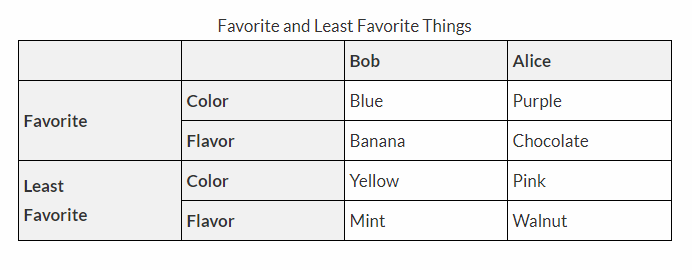 Favorite and Least Favorite Things
Bob Alice
Favorite Color Blue Purple
Flavor Banana Chocolate
Least Favorite Color Yellow Pink
Flavor Mint Walnut